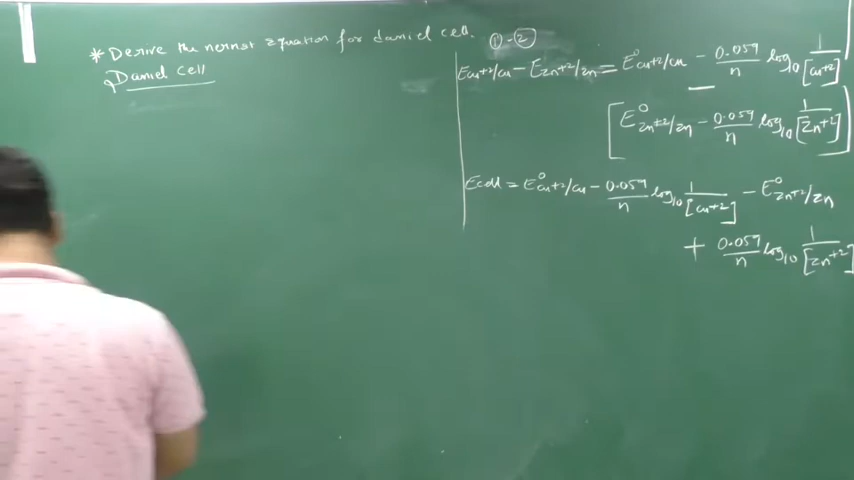 * Derive the nernst Equation for daniel cell.
Daniel cell
① - ②
Ecu+2/cu - Ezn+2/zn = E°cu+2/cu - 0.059/n log10 1/[cu+2]
- [E°zn+2/zn - 0.059/n log10 1/[zn+2]]
Ecell = E°cu+2/cu - 0.059/n log10 1/[cu+2] - E°zn+2/zn
+ 0.059/n log10 1/[zn+2]